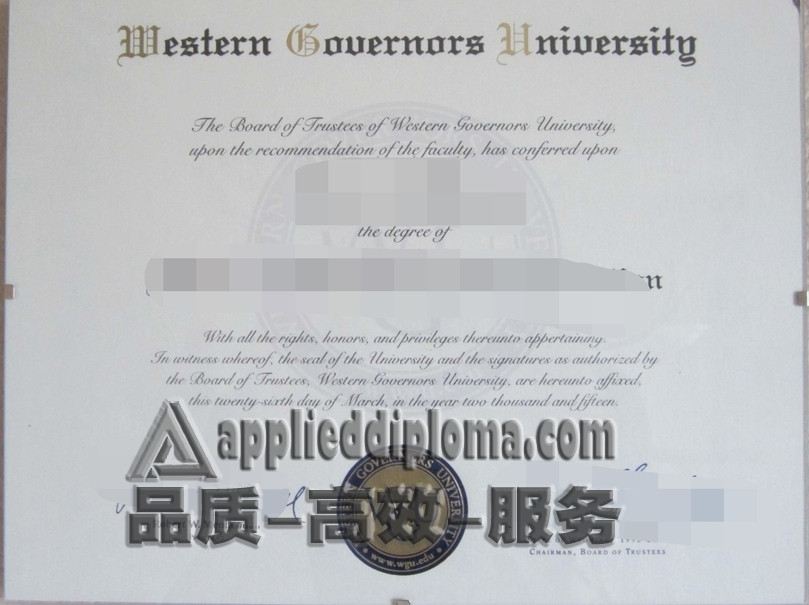 Western Governors University
The Board of Trustees of Western Governors University,
upon the recommendation of the faculty, has conferred upon
the degree of
With all the rights, honors, and privileges thereunto appertaining.
In witness whereof, the seal of the University and the signatures as authorized by
the Board of Trustees, Western Governors University, are hereunto affixed,
this twenty-sixth day of March, in the year two thousand and fifteen.
applieddiploma.com
GOVERNORS UNIVERSITY
品质–高效–服务
www.wgu.edu
Chairman, Board of Trustees